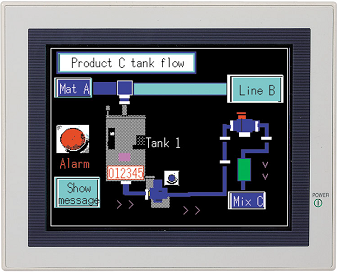 Product C tank flow
Mat A
Line B
Tank 1
Alarm
012345
Show
message
Mix C
POWER